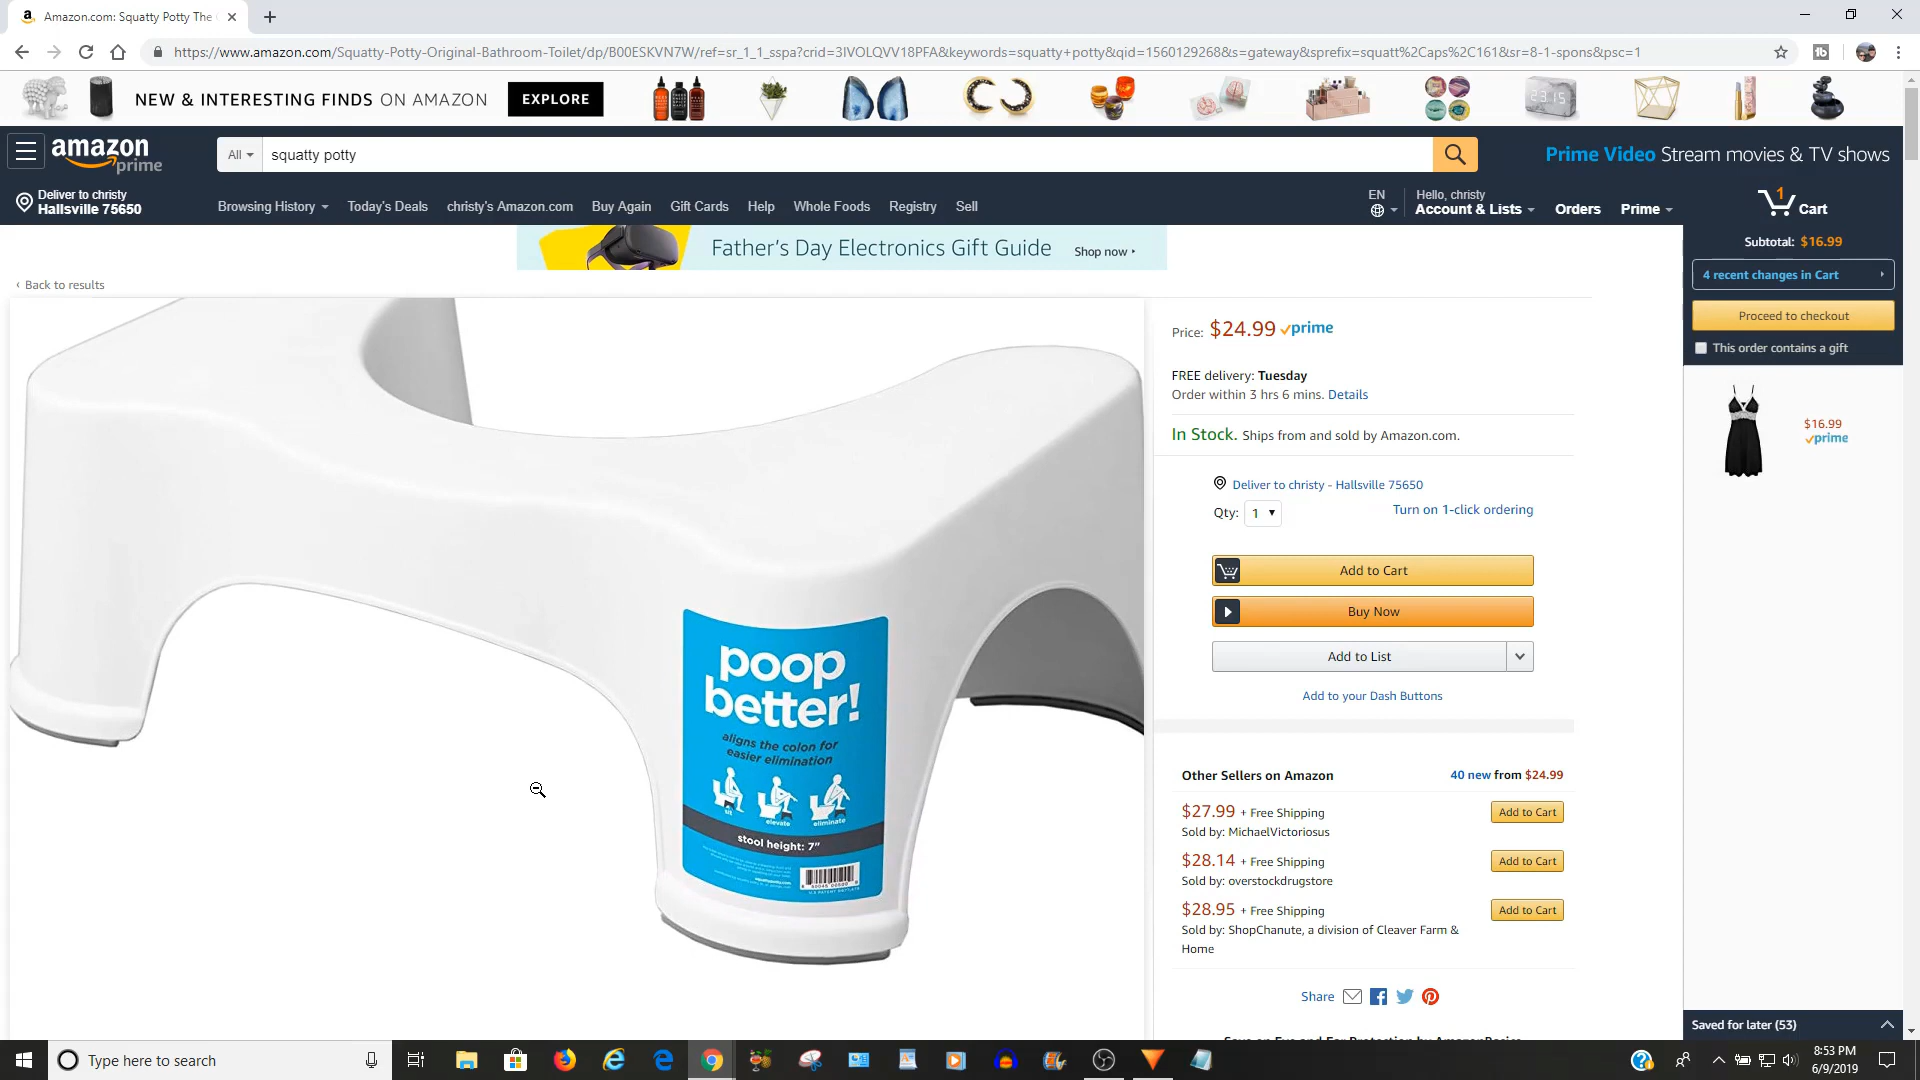 Amazon.com: Squatty Potty The
https://www.amazon.com/Squatty-Potty-Original-Bathroom-Toilet/dp/B00ESKVN7W/ref=sr_1_1_sspa?crid=3IVOLQVV18PFA&keywords=squatty+potty&qid=1560129268&s=gateway&sprefix=squatt%2Caps%2C161&sr=8-1-spons&psc=1
NEW & INTERESTING FINDS ON AMAZON EXPLORE
amazon prime
All squatty potty
Prime Video Stream movies & TV shows
Deliver to christy
Hallsville 75650
Browsing History Today's Deals christy's Amazon.com Buy Again Gift Cards Help Whole Foods Registry Sell
EN
Hello, christy
Account & Lists Orders Prime
1 Cart
Father's Day Electronics Gift Guide Shop now
Subtotal: $16.99
4 recent changes in Cart
Proceed to checkout
This order contains a gift
$16.99
prime
Saved for later (53)
Back to results
poop
better!
aligns the colon for
easier elimination
sit elevate eliminate
stool height: 7"
Price: $24.99 prime
FREE delivery: Tuesday
Order within 3 hrs 6 mins. Details
In Stock. Ships from and sold by Amazon.com.
Deliver to christy - Hallsville 75650
Qty: 1 Turn on 1-click ordering
Add to Cart
Buy Now
Add to List
Add to your Dash Buttons
Other Sellers on Amazon 40 new from $24.99
$27.99 + Free Shipping Add to Cart
Sold by: MichaelVictoriosus
$28.14 + Free Shipping Add to Cart
Sold by: overstockdrugstore
$28.95 + Free Shipping Add to Cart
Sold by: ShopChanute, a division of Cleaver Farm &
Home
Share
Type here to search
8:53 PM
6/9/2019